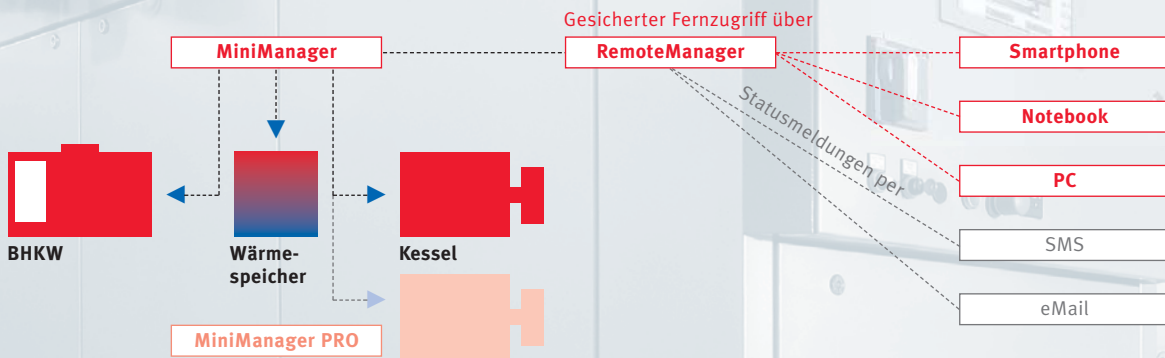 Gesicherter Fernzugriff über
MiniManager
RemoteManager
Smartphone
Notebook
PC
SMS
eMail
Statusmeldungen per
BHKW
Wärme-
speicher
Kessel
MiniManager PRO